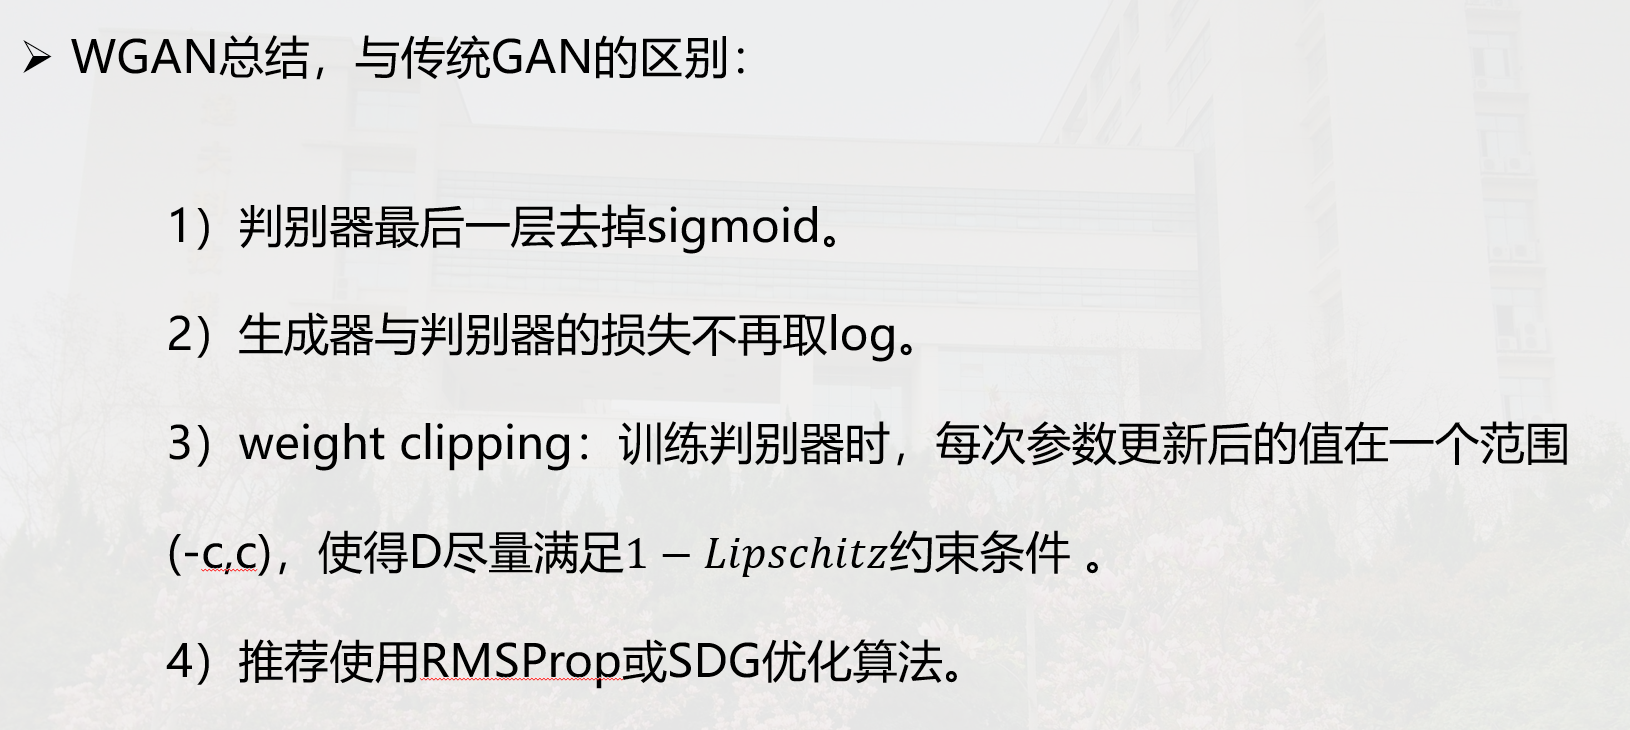 ➢ WGAN总结，与传统GAN的区别：
1）判别器最后一层去掉sigmoid。
2）生成器与判别器的损失不再取log。
3）weight clipping：训练判别器时，每次参数更新后的值在一个范围
(-c,c)，使得D尽量满足1 − Lipschitz约束条件 。
4）推荐使用RMSProp或SDG优化算法。